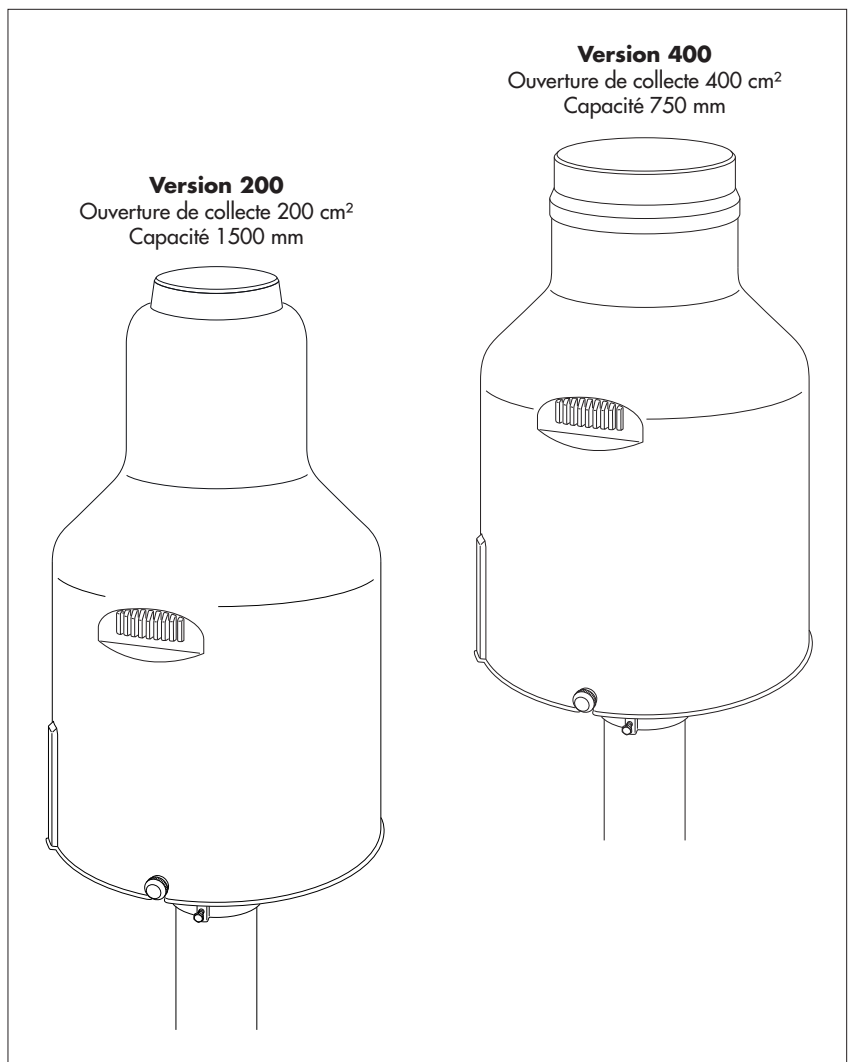 Version 400
Ouverture de collecte 400 cm²
Capacité 750 mm
Version 200
Ouverture de collecte 200 cm²
Capacité 1500 mm